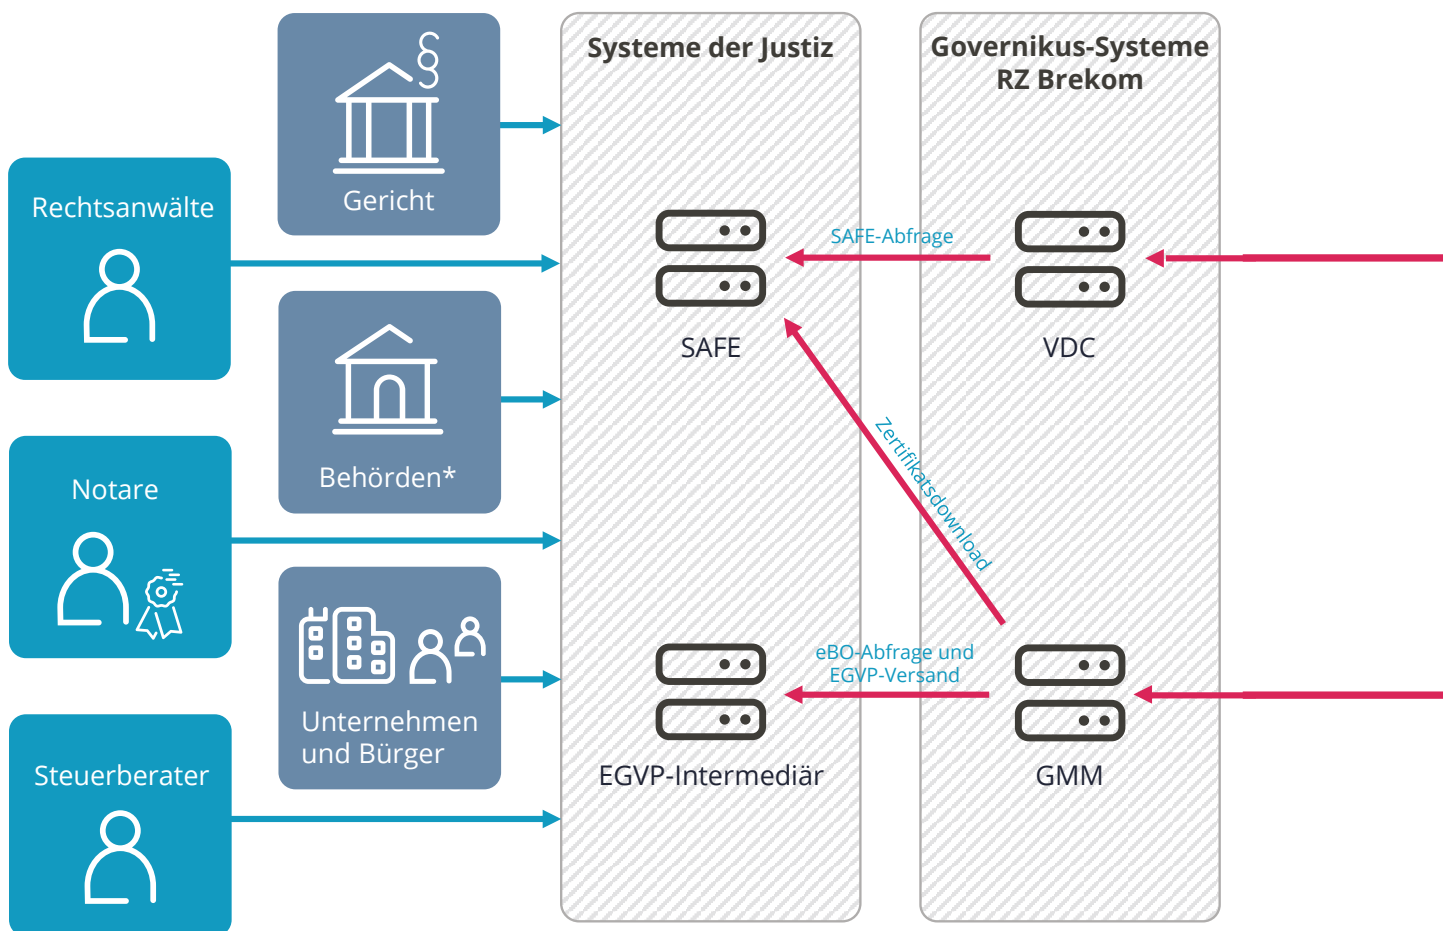 Gericht
Rechtsanwälte
Behörden*
Notare
Unternehmen
und Bürger
Steuerberater
Systeme der Justiz
SAFE
EGVP-Intermediär
SAFE-Abfrage
Zertifikatsdownload
eBO-Abfrage und
EGVP-Versand
Governikus-Systeme
RZ Brekom
VDC
GMM